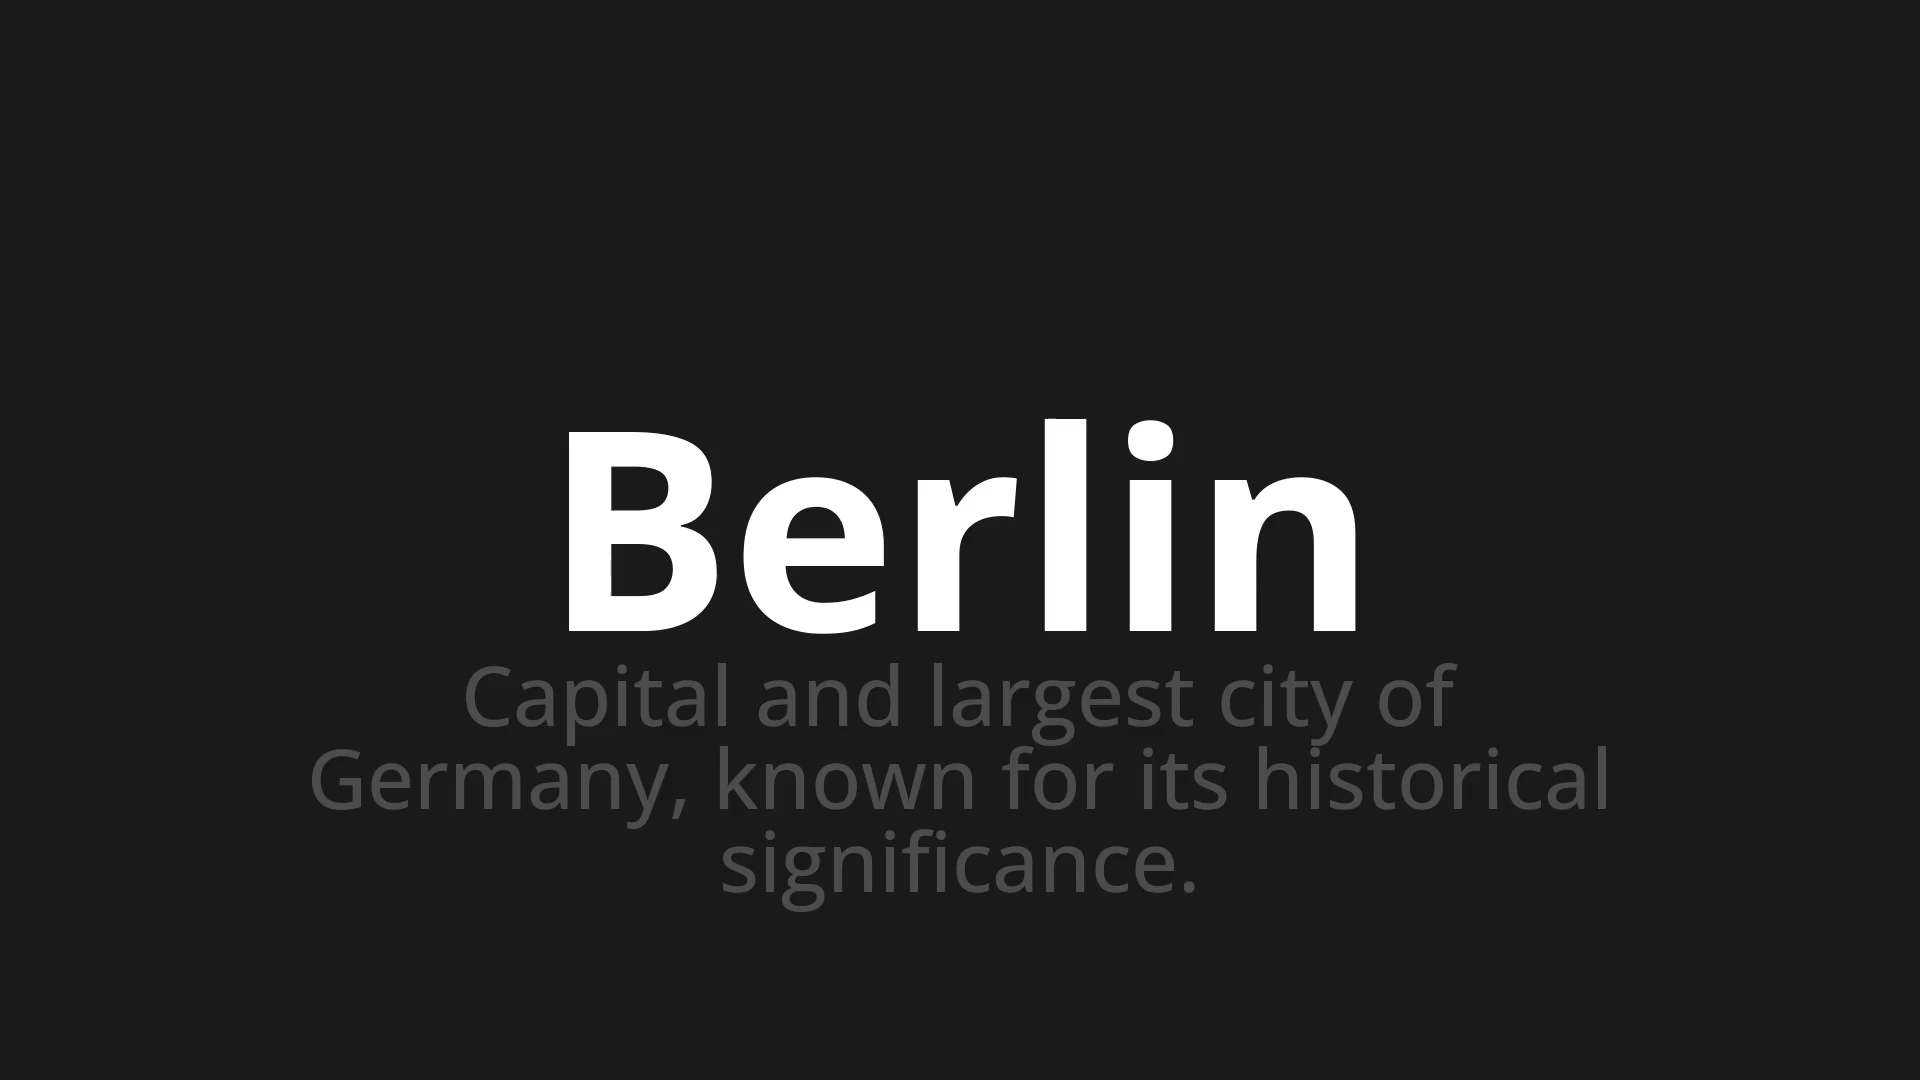 Berlin
Capital and largest city of
Germany, known for its historical
significance.